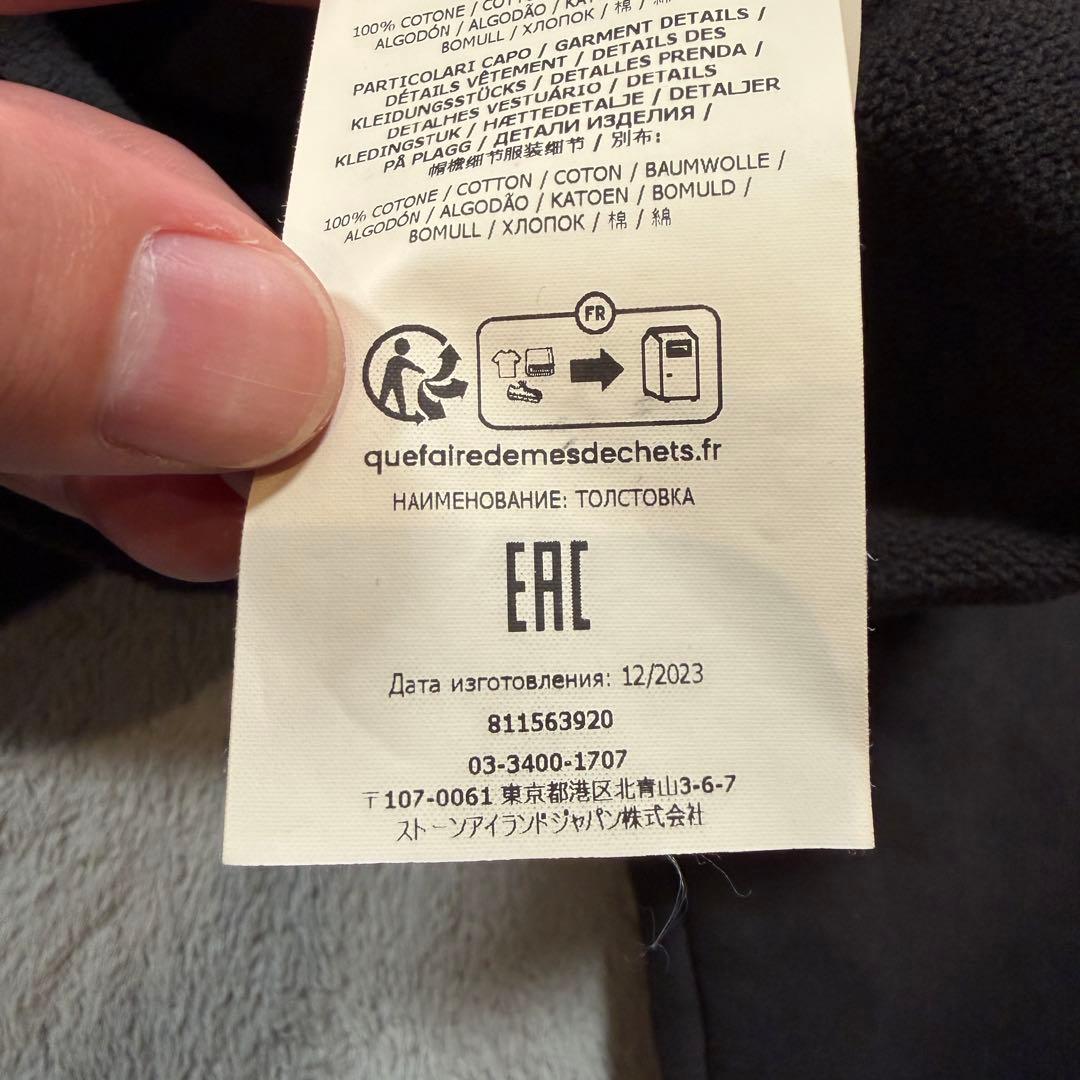 100% COTONE /
ALGODÓN / ALGODÃO /
BOMULL / ХЛОПОК / 棉 /
PARTICOLARI CAPO / GARMENT DETAILS /
DÉTAILS VÊTEMENT / DETAILS DES
KLEIDUNGSSTÜCKS / DETALLES PRENDA /
DETALHES VESTUÁRIO / DETAILS
KLEDINGSTUK / HÆTTEDETALJE / DETALJER
PÅ PLAGG / ДЕТАЛИ ИЗДЕЛИЯ /
帽檐细节服装细节 / 別布:
100% COTONE / COTTON / COTON / BAUMWOLLE /
ALGODÓN / ALGODÃO / KATOEN / BOMULD /
BOMULL / ХЛОПОК / 棉 / 綿
FR
quefairedemesdechets.fr
НАИМЕНОВАНИЕ: ТОЛСТОВКА
EAC
Дата изготовления: 12/2023
811563920
03-3400-1707
〒107-0061 東京都港区北青山3-6-7
ストーンアイランドジャパン株式会社